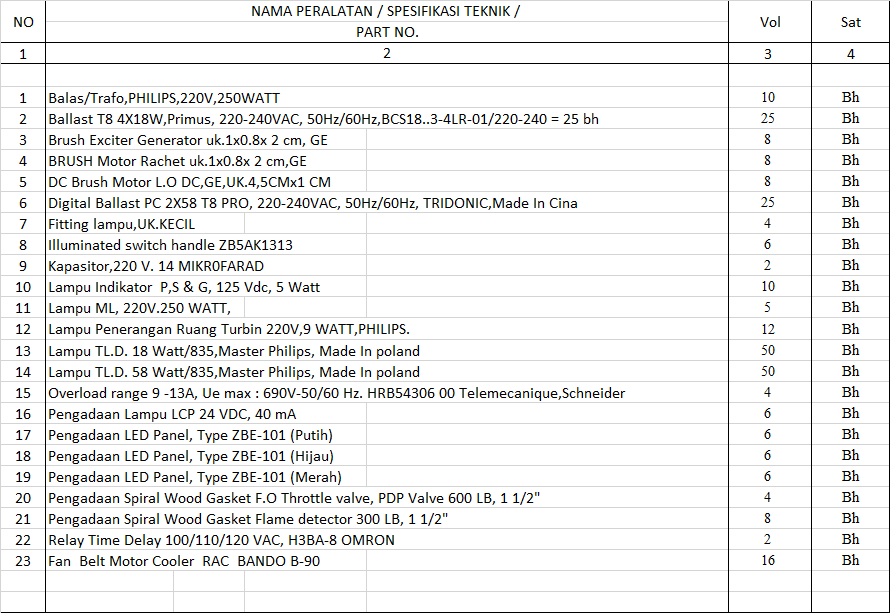 NO NAMA PERALATAN / SPESIFIKASI TEKNIK / Vol Sat
PART NO.
1 2 3 4
1 Balas/Trafo,PHILIPS,220V,250WATT 10 Bh
2 Ballast T8 4X18W,Primus, 220-240VAC, 50Hz/60Hz,BCS18..3-4LR-01/220-240 = 25 bh 25 Bh
3 Brush Exciter Generator uk.1x0.8x 2 cm, GE 8 Bh
4 BRUSH Motor Rachet uk.1x0.8x 2 cm,GE 8 Bh
5 DC Brush Motor L.O DC,GE,UK.4,5CMx1 CM 8 Bh
6 Digital Ballast PC 2X58 T8 PRO, 220-240VAC, 50Hz/60Hz, TRIDONIC,Made In Cina 25 Bh
7 Fitting lampu,UK.KECIL 4 Bh
8 Illuminated switch handle ZB5AK1313 6 Bh
9 Kapasitor,220 V. 14 MIKR0FARAD 2 Bh
10 Lampu Indikator  P,S & G, 125 Vdc, 5 Watt 10 Bh
11 Lampu ML, 220V.250 WATT, 5 Bh
12 Lampu Penerangan Ruang Turbin 220V,9 WATT,PHILIPS. 12 Bh
13 Lampu TL.D. 18 Watt/835,Master Philips, Made In poland 50 Bh
14 Lampu TL.D. 58 Watt/835,Master Philips, Made In poland 50 Bh
15 Overload range 9 -13A, Ue max : 690V-50/60 Hz. HRB54306 00 Telemecanique,Schneider 4 Bh
16 Pengadaan Lampu LCP 24 VDC, 40 mA 6 Bh
17 Pengadaan LED Panel, Type ZBE-101 (Putih) 6 Bh
18 Pengadaan LED Panel, Type ZBE-101 (Hijau) 6 Bh
19 Pengadaan LED Panel, Type ZBE-101 (Merah) 6 Bh
20 Pengadaan Spiral Wood Gasket F.O Throttle valve, PDP Valve 600 LB, 1 1/2" 4 Bh
21 Pengadaan Spiral Wood Gasket Flame detector 300 LB, 1 1/2" 8 Bh
22 Relay Time Delay 100/110/120 VAC, H3BA-8 OMRON 2 Bh
23 Fan  Belt Motor Cooler  RAC  BANDO B-90 16 Bh